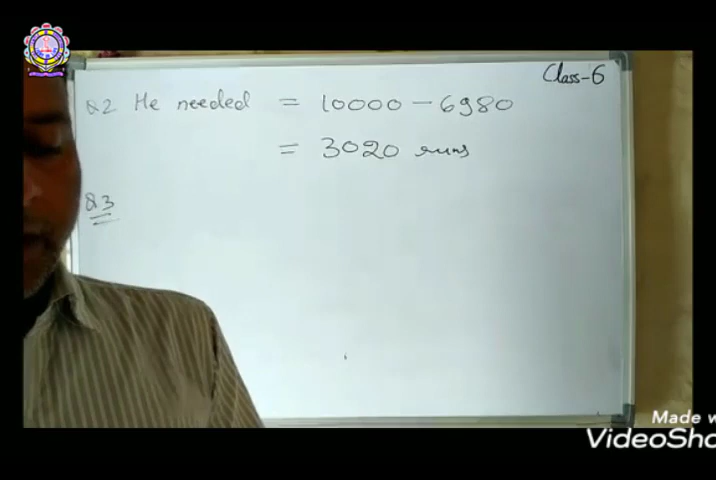 Class-6
Q2 He needed = 10000 - 6980
= 3020 runs
Q3
Made w
VideoSho